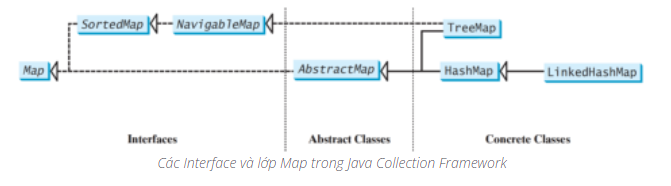 SortedMap NavigableMap TreeMap
Map AbstractMap HashMap LinkedHashMap
Interfaces Abstract Classes Concrete Classes
Các Interface và lớp Map trong Java Collection Framework